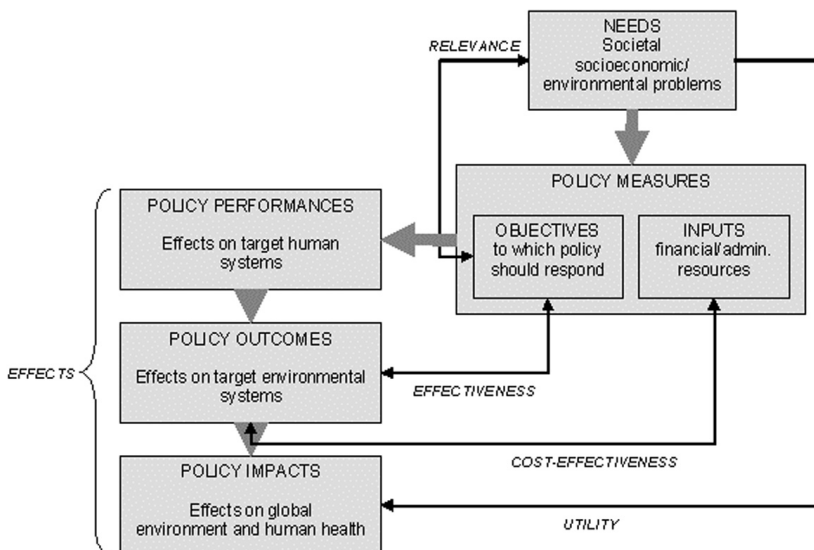 NEEDS
Societal
socioeconomic/
environmental problems
RELEVANCE
POLICY MEASURES
OBJECTIVES
to which policy
should respond
INPUTS
financial/admin.
resources
POLICY PERFORMANCES
Effects on target human
systems
POLICY OUTCOMES
Effects on target environmental
systems
EFFECTS
EFFECTIVENESS
COST-EFFECTIVENESS
POLICY IMPACTS
Effects on global
environment and human health
UTILITY